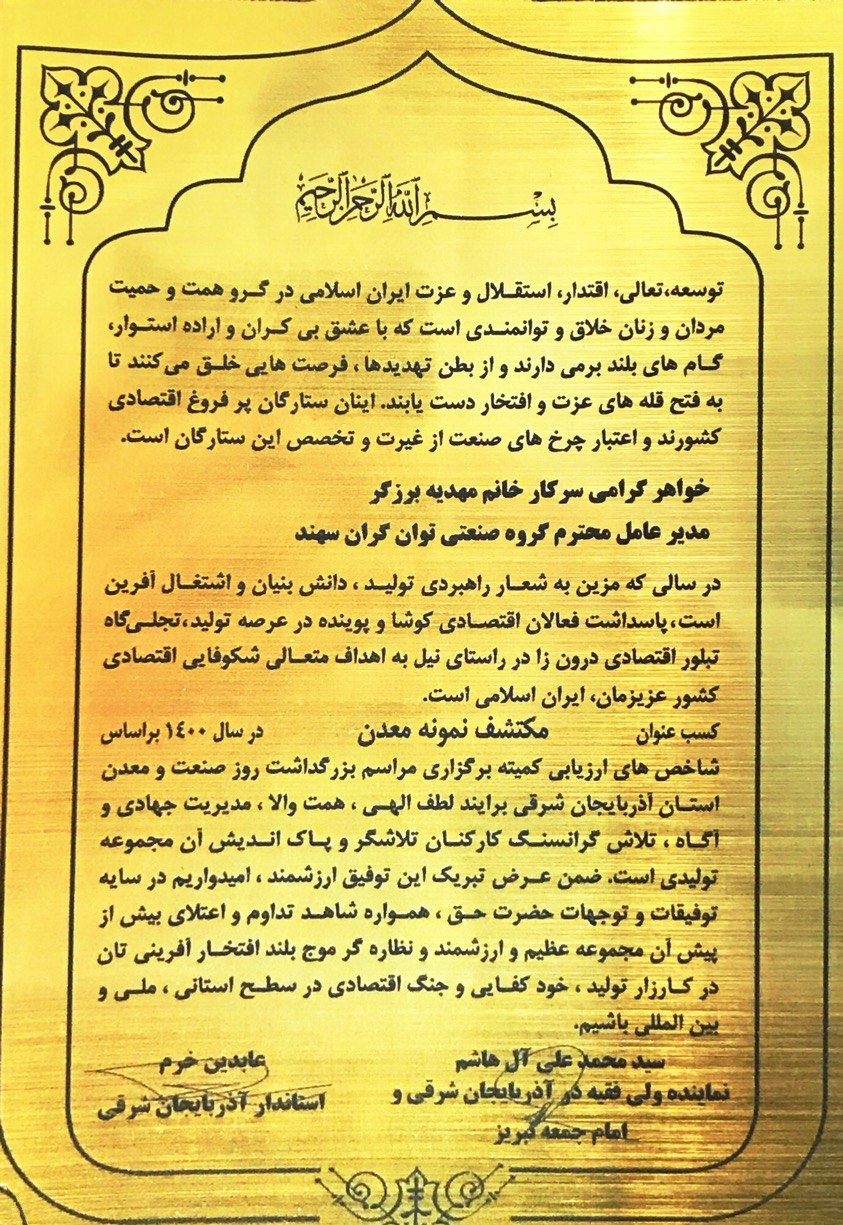 بسم الله الرحمن الرحیم
توسعه،تعالی، اقتدار، استقلال و عزت ایران اسلامی در گرو همت و حمیت
مردان و زنان خلاق و توانمندی است که با عشق بی کران و اراده استوار،
گام های بلند برمی دارند و از بطن تهدیدها ، فرصت هایی خلق می‌کنند تا
به فتح قله های عزت و افتخار دست یابند. اینان ستارگان پر فروغ اقتصادی
کشورند و اعتبار چرخ های صنعت از غیرت و تخصص این ستارگان است.
خواهر گرامی سرکار خانم مهدیه برزگر
مدیر عامل محترم گروه صنعتی توان گران سهند
در سالی که مزین به شعار راهبردی تولید ، دانش بنیان و اشتغال آفرین
است،پاسداشت فعالان اقتصادی کوشا و پوینده در عرصه تولید،تجلی‌گاه
تبلور اقتصادی درون زا در راستای نیل به اهداف متعالی شکوفایی اقتصادی
کشور عزیزمان، ایران اسلامی است.
کسب عنوان مکتشف نمونه معدن در سال ۱۴۰۰ براساس
شاخص های ارزیابی کمیته برگزاری مراسم بزرگداشت روز صنعت و معدن
استان آذربایجان شرقی برایند لطف الهی ، همت والا ، مدیریت جهادی و
آگاه ، تلاش گرانسنگ کارکنان تلاشگر و پاک اندیش آن مجموعه
تولیدی است. ضمن عرض تبریک این توفیق ارزشمند ، امیدواریم در سایه
توفیقات و توجهات حضرت حق ، همواره شاهد تداوم و اعتلای بیش از
پیش آن مجموعه عظیم و ارزشمند و نظاره گر موج بلند افتخار آفرینی تان
در کارزار تولید ، خود کفایی و جنگ اقتصادی در سطح استانی ، ملی و
بین المللی باشیم.
سید محمد علی آل هاشم
نماینده ولی فقیه در آذربایجان شرقی و
امام جمعه تبریز
عابدین خرم
استاندار آذربایجان شرقی